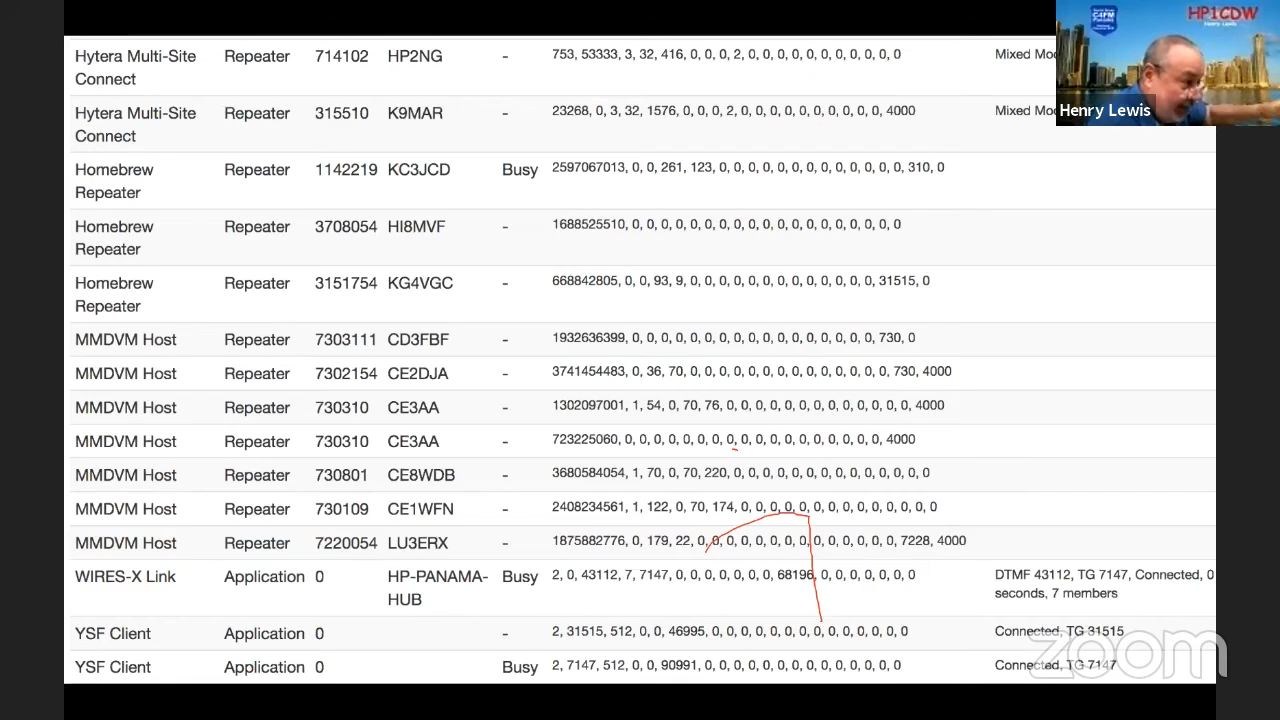 HP1CDW
Henry Lewis
C4FM
Henry Lewis
Hytera Multi-Site Connect Repeater 714102 HP2NG - 753, 53333, 3, 32, 416, 0, 0, 0, 2, 0, 0, 0, 0, 0, 0, 0, 0, 0, 0, 0 Mixed Mod
Hytera Multi-Site Connect Repeater 315510 K9MAR - 23268, 0, 3, 32, 1576, 0, 0, 0, 2, 0, 0, 0, 0, 0, 0, 0, 0, 0, 0, 4000 Mixed Mod
Homebrew Repeater Repeater 1142219 KC3JCD Busy 2597067013, 0, 0, 261, 123, 0, 0, 0, 0, 0, 0, 0, 0, 0, 0, 0, 0, 0, 310, 0
Homebrew Repeater Repeater 3708054 HI8MVF - 1688525510, 0, 0, 0, 0, 0, 0, 0, 0, 0, 0, 0, 0, 0, 0, 0, 0, 0, 0, 0
Homebrew Repeater Repeater 3151754 KG4VGC - 668842805, 0, 0, 93, 9, 0, 0, 0, 0, 0, 0, 0, 0, 0, 0, 0, 0, 0, 31515, 0
MMDVM Host Repeater 7303111 CD3FBF - 1932636399, 0, 0, 0, 0, 0, 0, 0, 0, 0, 0, 0, 0, 0, 0, 0, 0, 0, 730, 0
MMDVM Host Repeater 7302154 CE2DJA - 3741454483, 0, 36, 70, 0, 0, 0, 0, 0, 0, 0, 0, 0, 0, 0, 0, 0, 0, 730, 4000
MMDVM Host Repeater 730310 CE3AA - 1302097001, 1, 54, 0, 70, 76, 0, 0, 0, 0, 0, 0, 0, 0, 0, 0, 0, 0, 0, 4000
MMDVM Host Repeater 730310 CE3AA - 723225060, 0, 0, 0, 0, 0, 0, 0, 0, 0, 0, 0, 0, 0, 0, 0, 0, 0, 0, 4000
MMDVM Host Repeater 730801 CE8WDB - 3680584054, 1, 70, 0, 70, 220, 0, 0, 0, 0, 0, 0, 0, 0, 0, 0, 0, 0, 0, 0
MMDVM Host Repeater 730109 CE1WFN - 2408234561, 1, 122, 0, 70, 174, 0, 0, 0, 0, 0, 0, 0, 0, 0, 0, 0, 0, 0, 0
MMDVM Host Repeater 7220054 LU3ERX - 1875882776, 0, 179, 22, 0, 0, 0, 0, 0, 0, 0, 0, 0, 0, 0, 0, 0, 0, 7228, 4000
WIRES-X Link Application 0 HP-PANAMA-HUB Busy 2, 0, 43112, 7, 7147, 0, 0, 0, 0, 0, 0, 0, 68196, 0, 0, 0, 0, 0, 0, 0 DTMF 43112, TG 7147, Connected, 0 seconds, 7 members
YSF Client Application 0 - 2, 31515, 512, 0, 0, 46995, 0, 0, 0, 0, 0, 0, 0, 0, 0, 0, 0, 0, 0, 0 Connected, TG 31515
YSF Client Application 0 Busy 2, 7147, 512, 0, 0, 90991, 0, 0, 0, 0, 0, 0, 0, 0, 0, 0, 0, 0, 0, 0 Connected, TG 7147
zoom